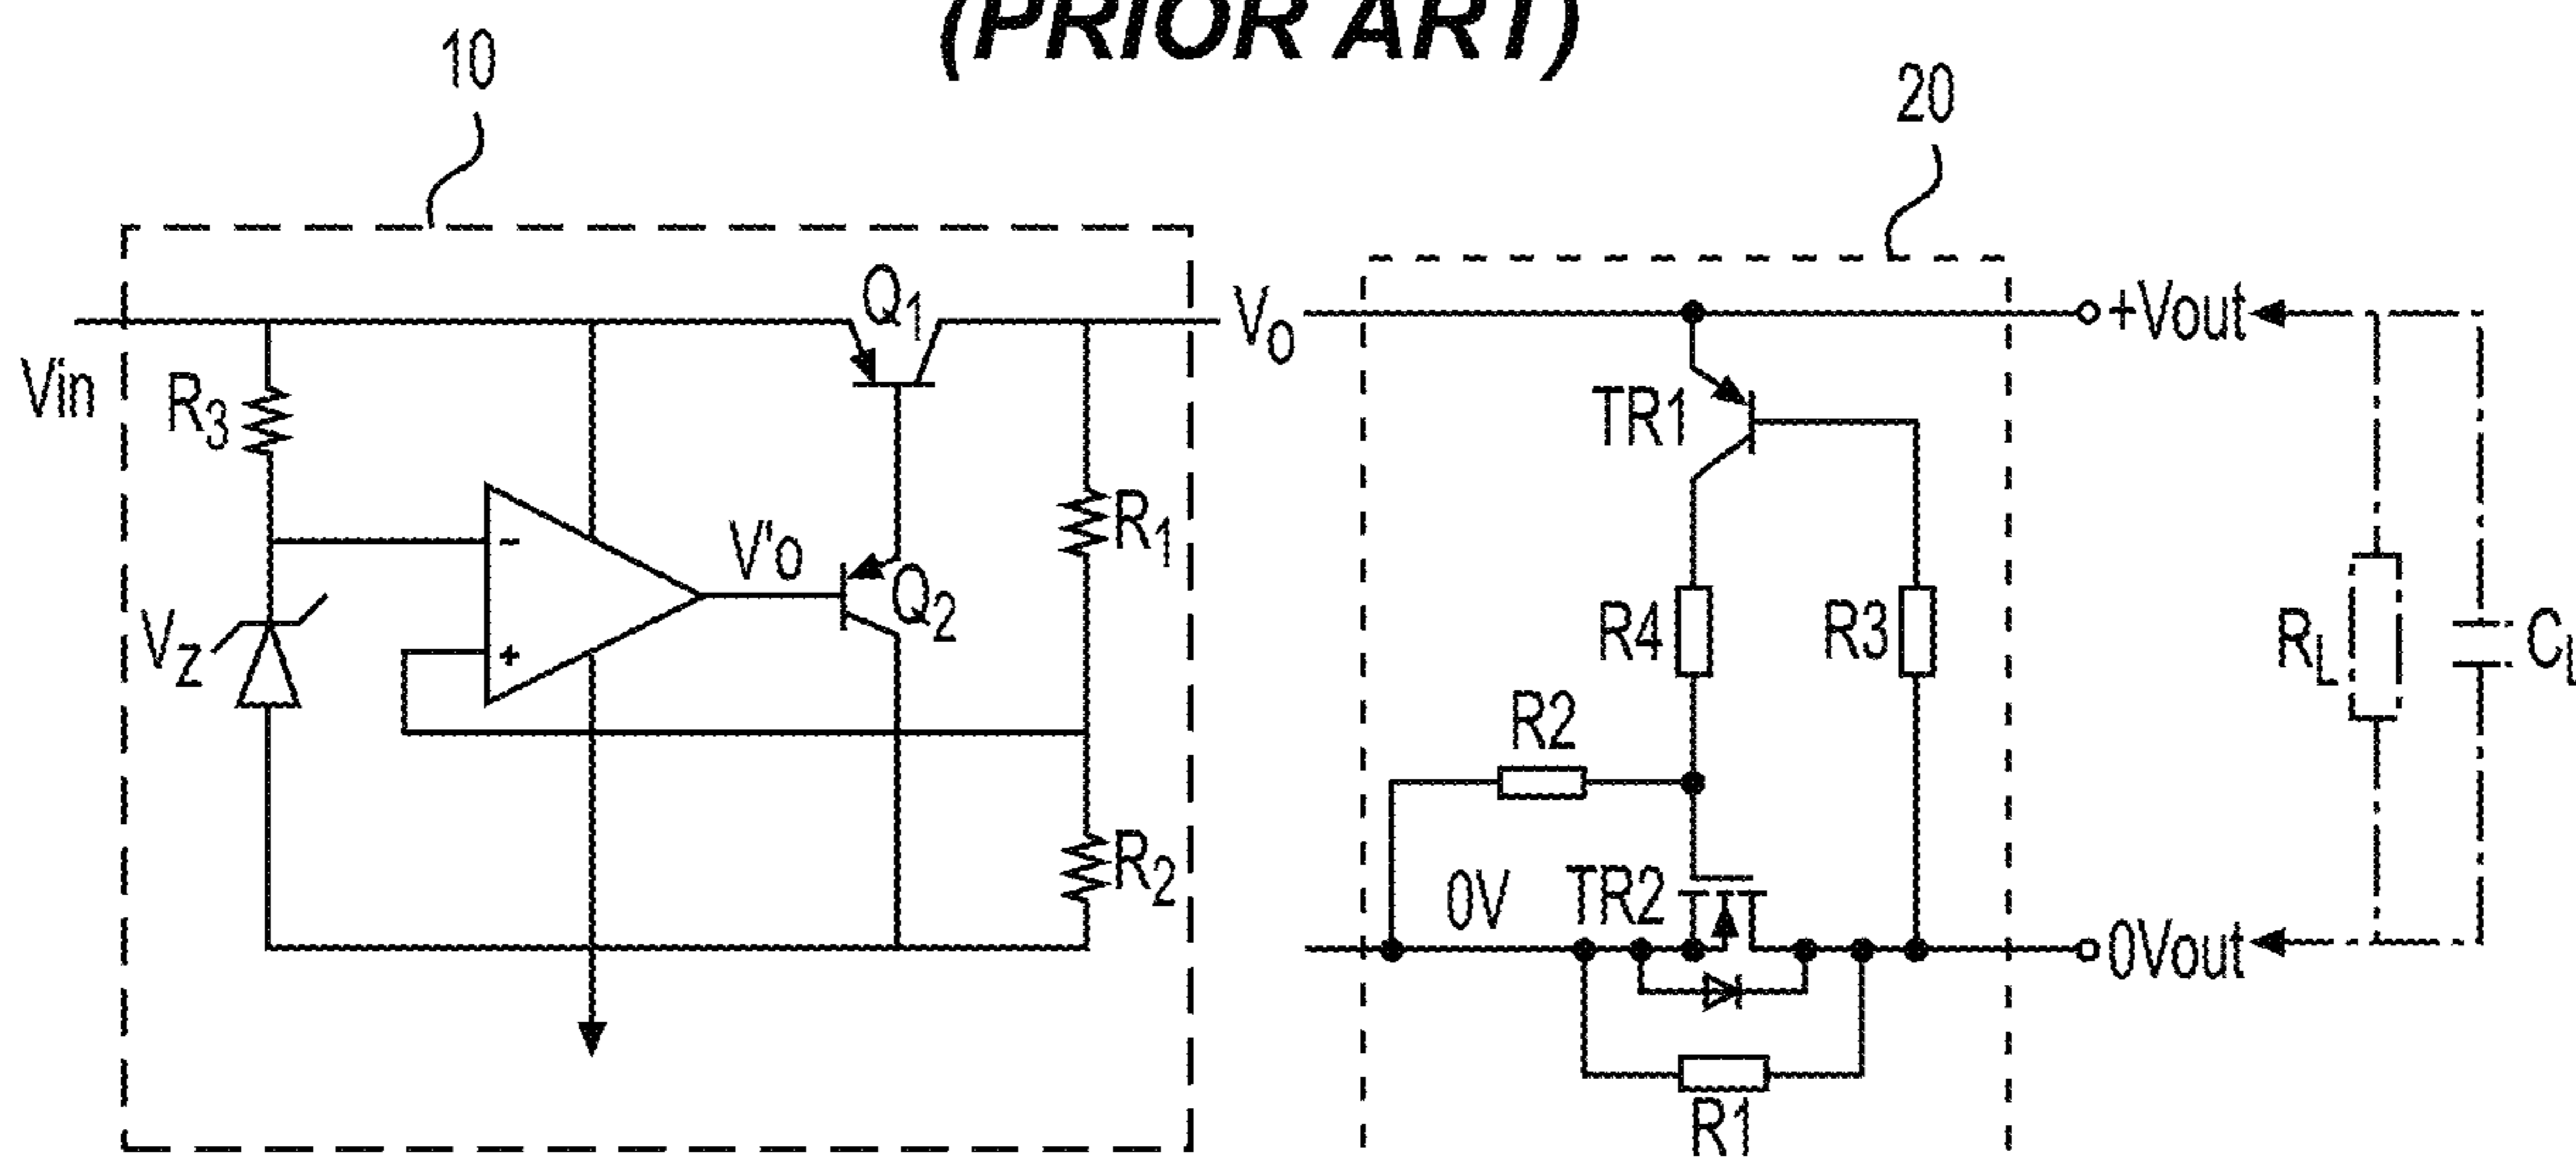 (PRIOR ART)
10
20
Vin
R3
VZ
-
+
V'o
Q1
Q2
R1
R2
Vo
+Vout
TR1
R4
R3
R2
0V
TR2
R1
0Vout
RL
CL